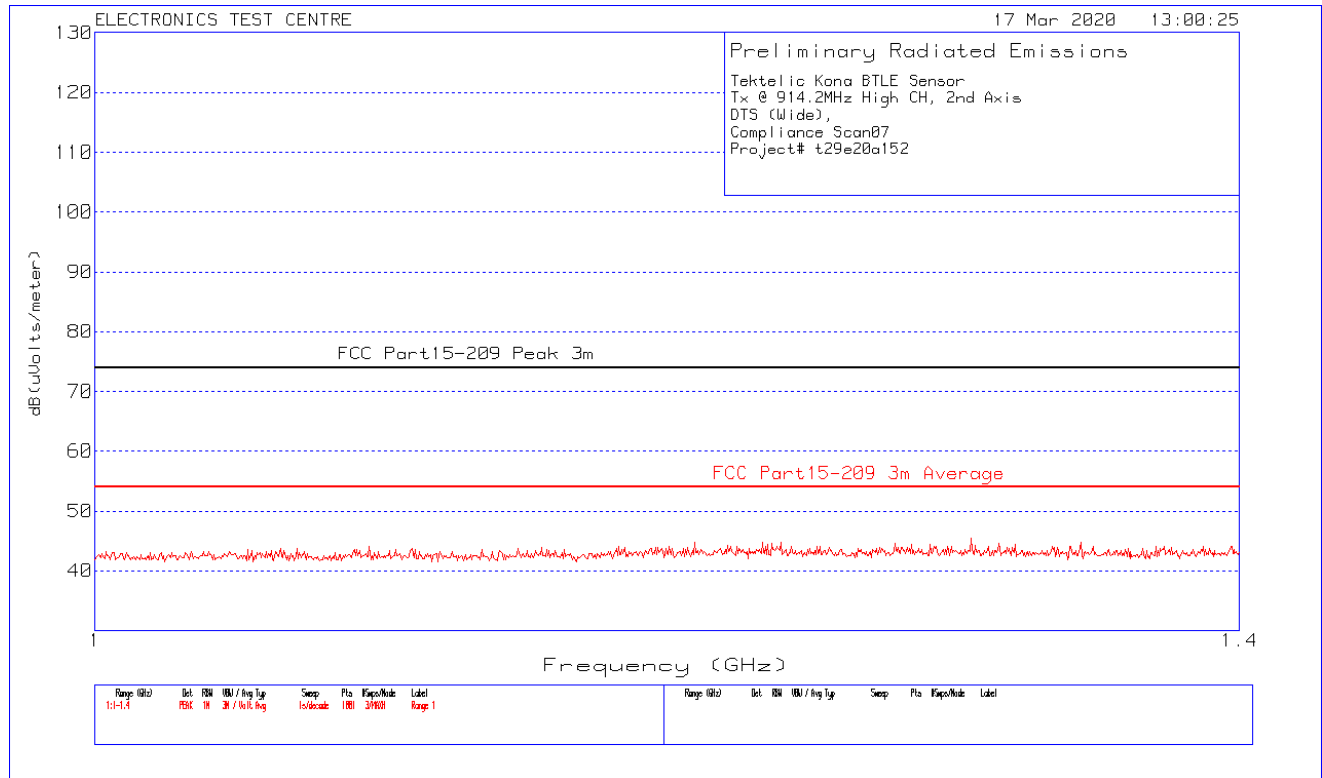 ELECTRONICS TEST CENTRE 17 Mar 2020 13:00:25
Preliminary Radiated Emissions
Tektelic Kona BTLE Sensor
Tx @ 914.2MHz High CH, 2nd Axis
DTS (Wide),
Compliance Scan07
Project# t29e20a152
130
120
110
100
90
80
70
60
50
40
dB(uVolts/meter)
FCC Part15-209 Peak 3m
FCC Part15-209 3m Average
1 1.4
Frequency (GHz)
Range (GHz) Det RBW VBW / Avg Typ Sweep Pts #Swps/Mode Label
1:1-1.4 PEAK 1M 3M / Volt Avg 1s/decade 1001 Range 1
Range (GHz) Det RBW VBW / Avg Typ Sweep Pts #Swps/Mode Label